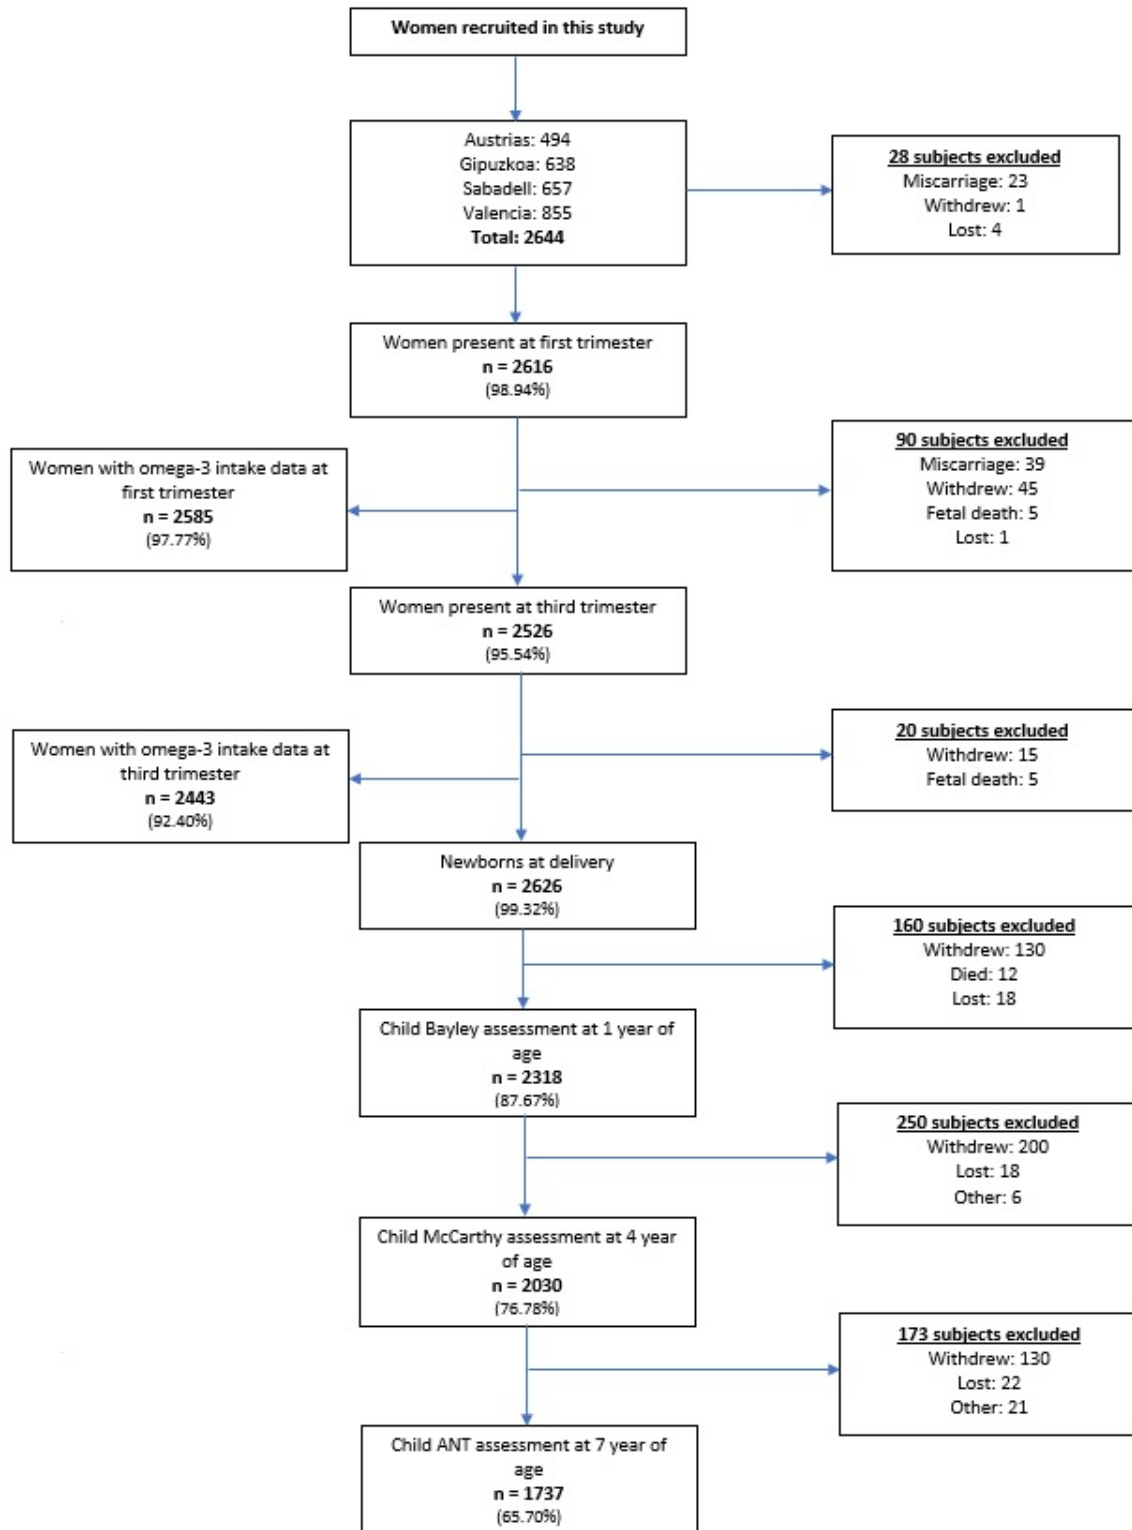 Women recruited in this study
Austrias: 494
Gipuzkoa: 638
Sabadell: 657
Valencia: 855
Total: 2644
28 subjects excluded
Miscarriage: 23
Withdrew: 1
Lost: 4
Women present at first trimester
n = 2616
(98.94%)
90 subjects excluded
Miscarriage: 39
Withdrew: 45
Fetal death: 5
Lost: 1
Women with omega-3 intake data at
first trimester
n = 2585
(97.77%)
Women present at third trimester
n = 2526
(95.54%)
20 subjects excluded
Withdrew: 15
Fetal death: 5
Women with omega-3 intake data at
third trimester
n = 2443
(92.40%)
Newborns at delivery
n = 2626
(99.32%)
160 subjects excluded
Withdrew: 130
Died: 12
Lost: 18
Child Bayley assessment at 1 year of
age
n = 2318
(87.67%)
250 subjects excluded
Withdrew: 200
Lost: 18
Other: 6
Child McCarthy assessment at 4 year
of age
n = 2030
(76.78%)
173 subjects excluded
Withdrew: 130
Lost: 22
Other: 21
Child ANT assessment at 7 year of
age
n = 1737
(65.70%)